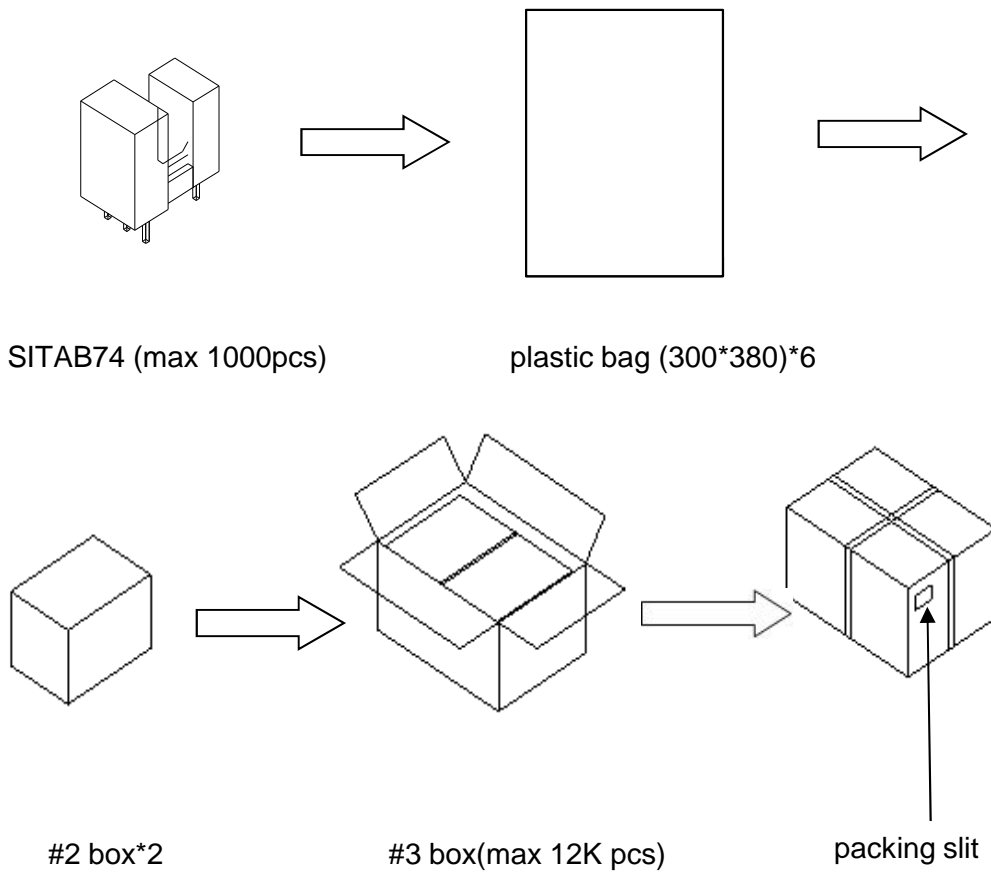 SITAB74 (max 1000pcs)
plastic bag (300*380)*6
#2 box*2
#3 box(max 12K pcs)
packing slit